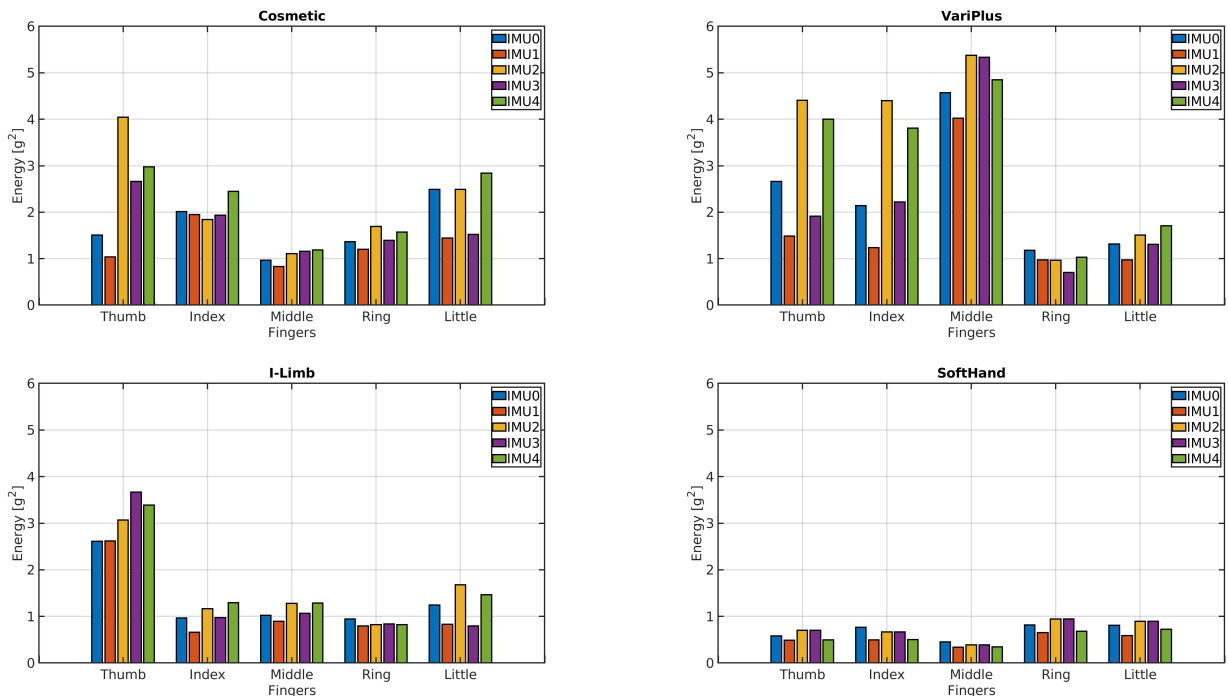 Cosmetic
6
5
4
3
2
1
0
Energy [g²]
IMU0
IMU1
IMU2
IMU3
IMU4
Thumb Index Middle Ring Little
Fingers
VariPlus
6
5
4
3
2
1
0
Energy [g²]
IMU0
IMU1
IMU2
IMU3
IMU4
Thumb Index Middle Ring Little
Fingers
I-Limb
6
5
4
3
2
1
0
Energy [g²]
IMU0
IMU1
IMU2
IMU3
IMU4
Thumb Index Middle Ring Little
Fingers
SoftHand
6
5
4
3
2
1
0
Energy [g²]
IMU0
IMU1
IMU2
IMU3
IMU4
Thumb Index Middle Ring Little
Fingers